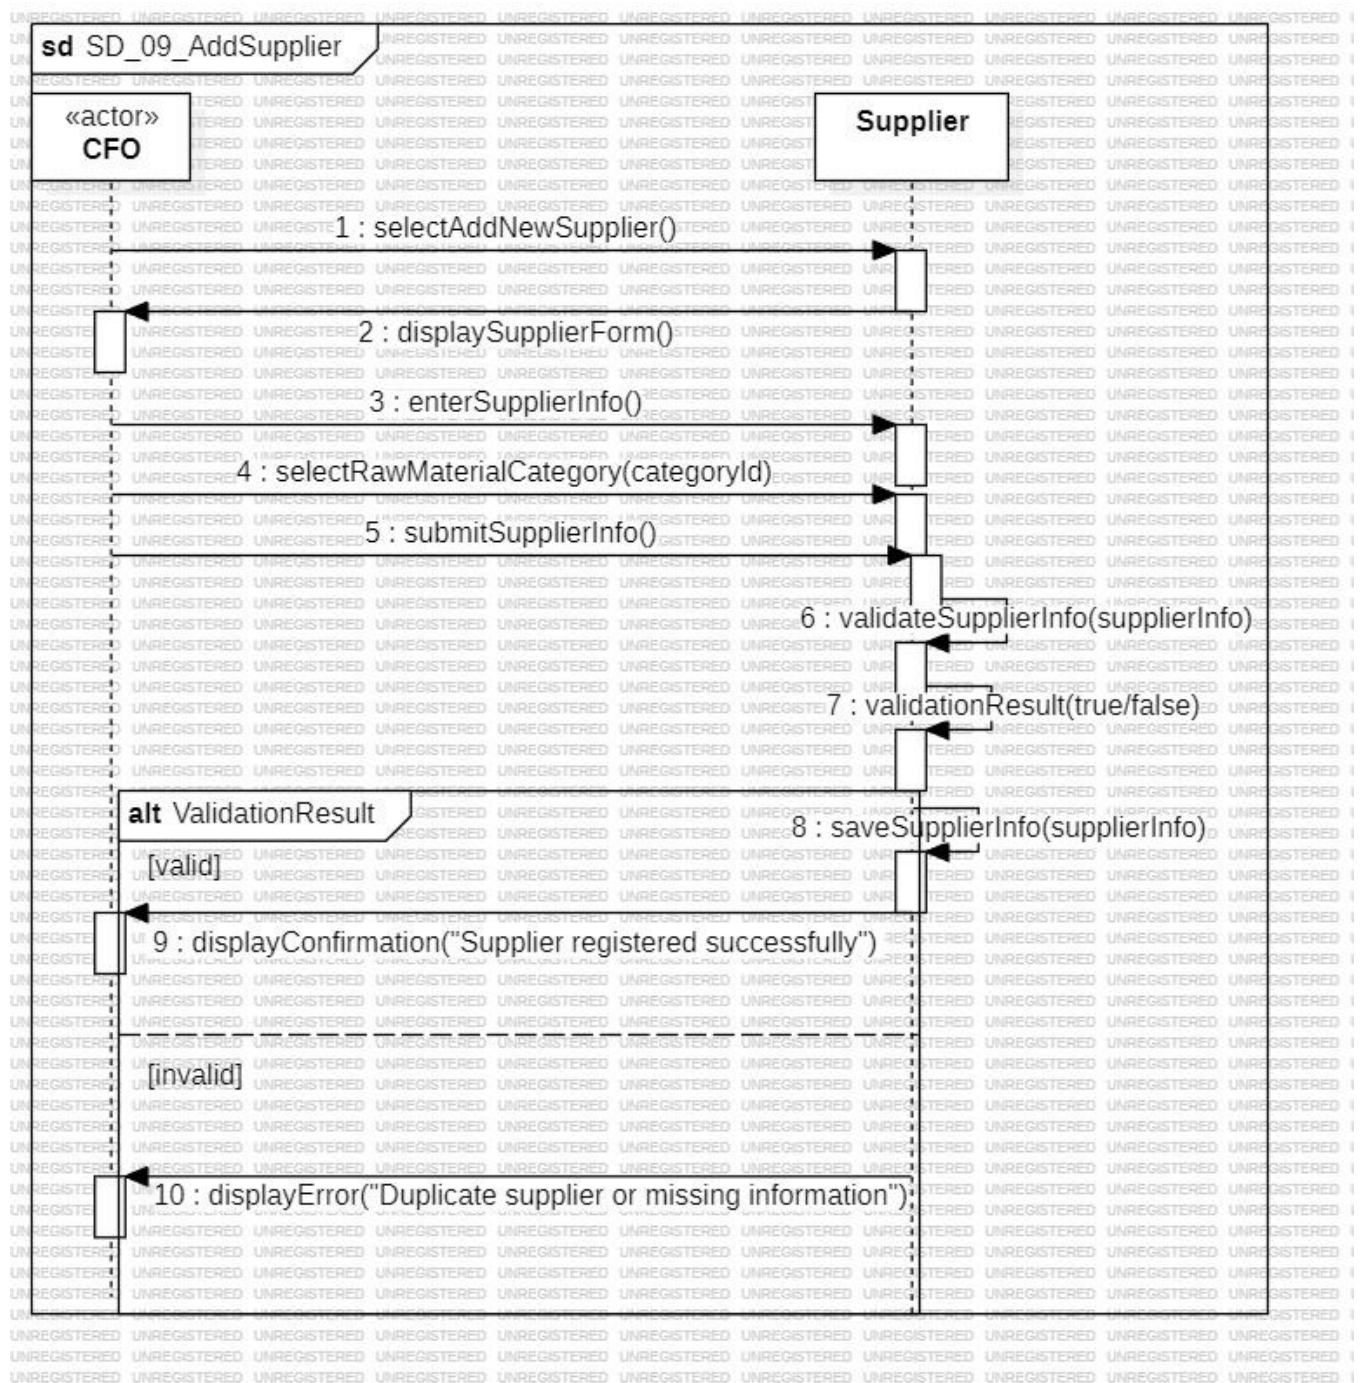 sd SD_09_AddSupplier
«actor»
CFO
Supplier
1 : selectAddNewSupplier()
2 : displaySupplierForm()
3 : enterSupplierInfo()
4 : selectRawMaterialCategory(categoryId)
5 : submitSupplierInfo()
6 : validateSupplierInfo(supplierInfo)
7 : validationResult(true/false)
alt ValidationResult
8 : saveSupplierInfo(supplierInfo)
[valid]
9 : displayConfirmation("Supplier registered successfully")
[invalid]
10 : displayError("Duplicate supplier or missing information")
UNREGISTERED